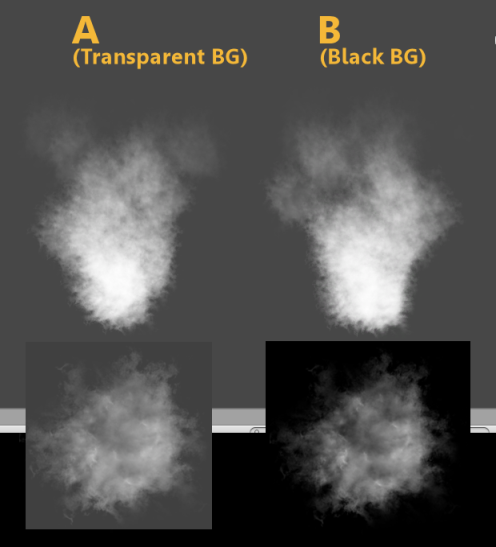 A
(Transparent BG)
B
(Black BG)